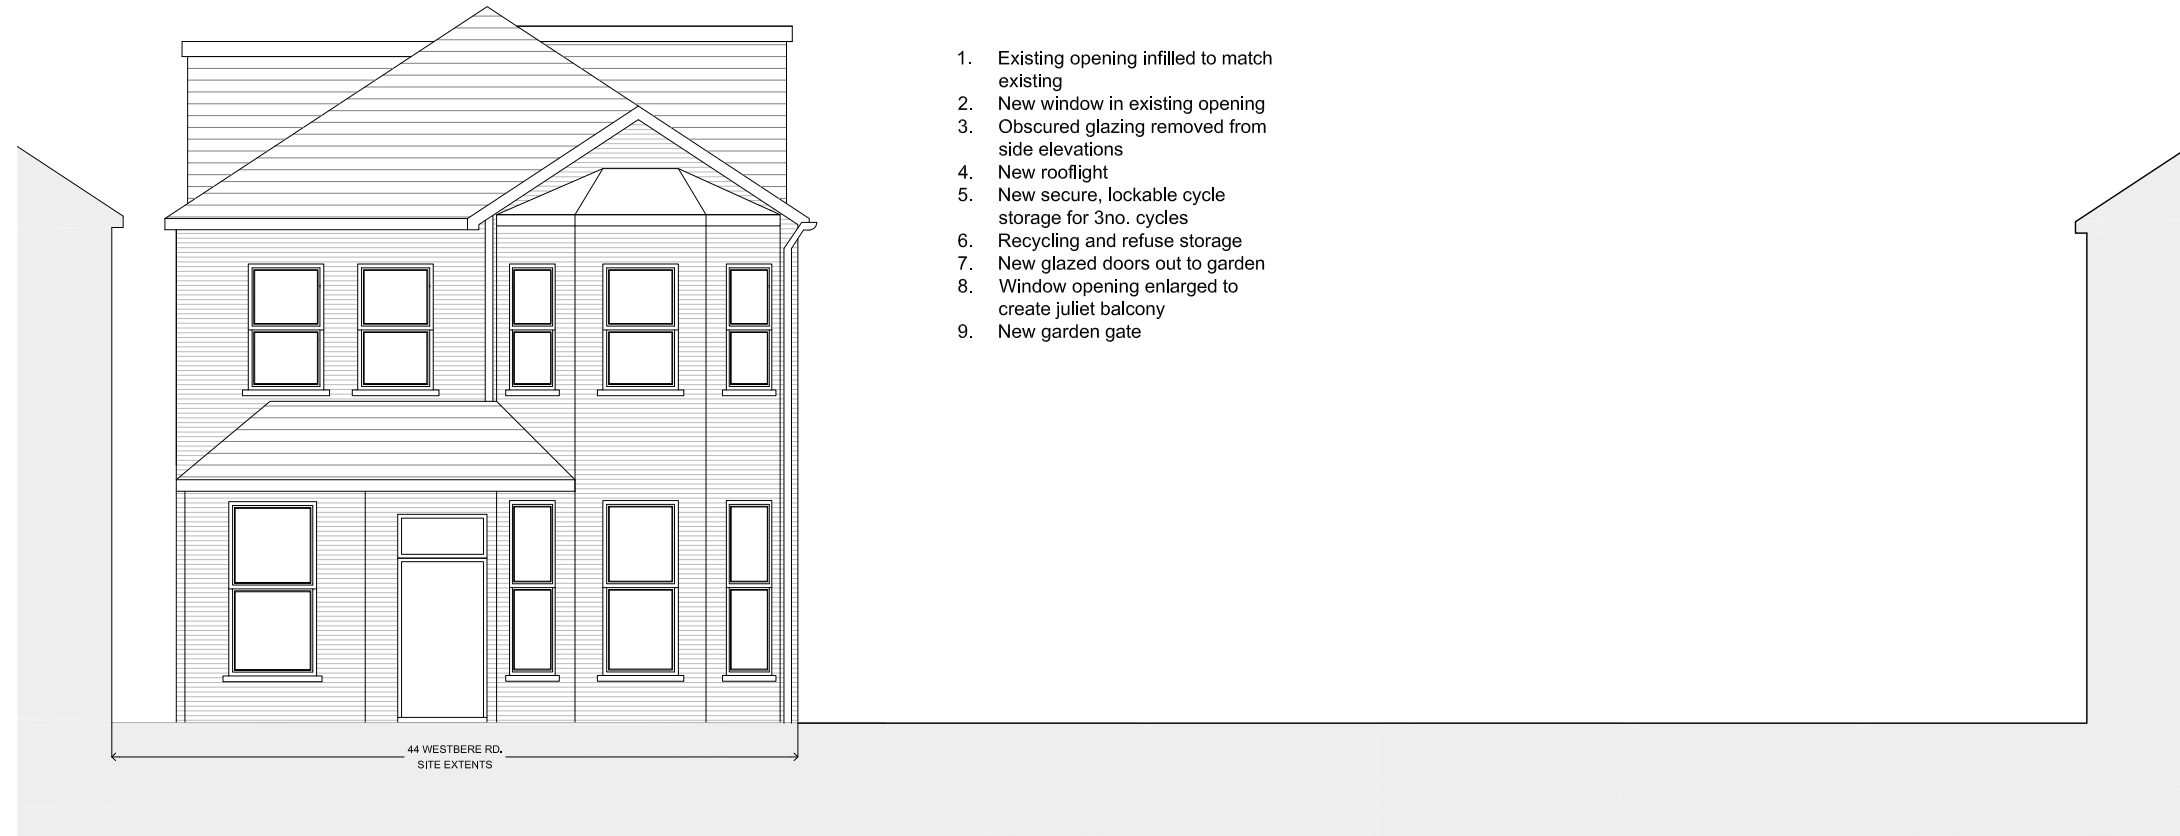 1. Existing opening infilled to match
existing
2. New window in existing opening
3. Obscured glazing removed from
side elevations
4. New rooflight
5. New secure, lockable cycle
storage for 3no. cycles
6. Recycling and refuse storage
7. New glazed doors out to garden
8. Window opening enlarged to
create juliet balcony
9. New garden gate
44 WESTBERE RD.
SITE EXTENTS